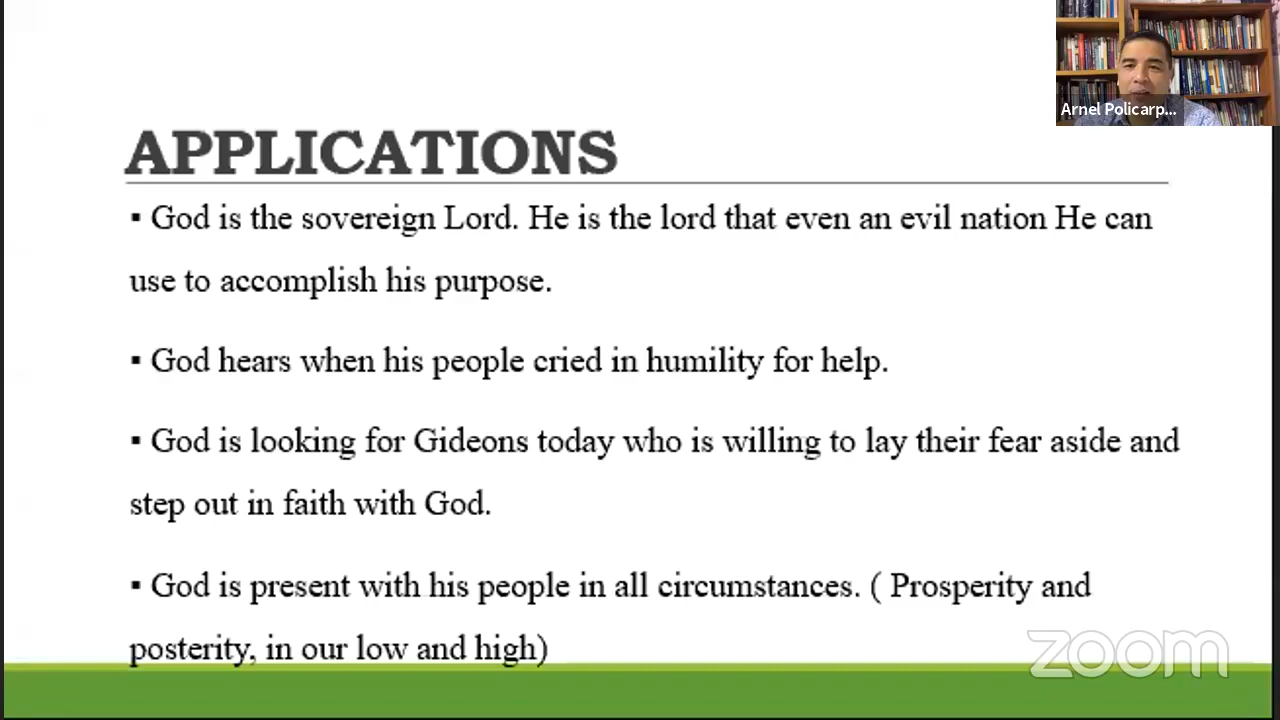 Arnel Policarp...
APPLICATIONS
▪ God is the sovereign Lord. He is the lord that even an evil nation He can
use to accomplish his purpose.
▪ God hears when his people cried in humility for help.
▪ God is looking for Gideons today who is willing to lay their fear aside and
step out in faith with God.
▪ God is present with his people in all circumstances. ( Prosperity and
posterity, in our low and high)
zoom